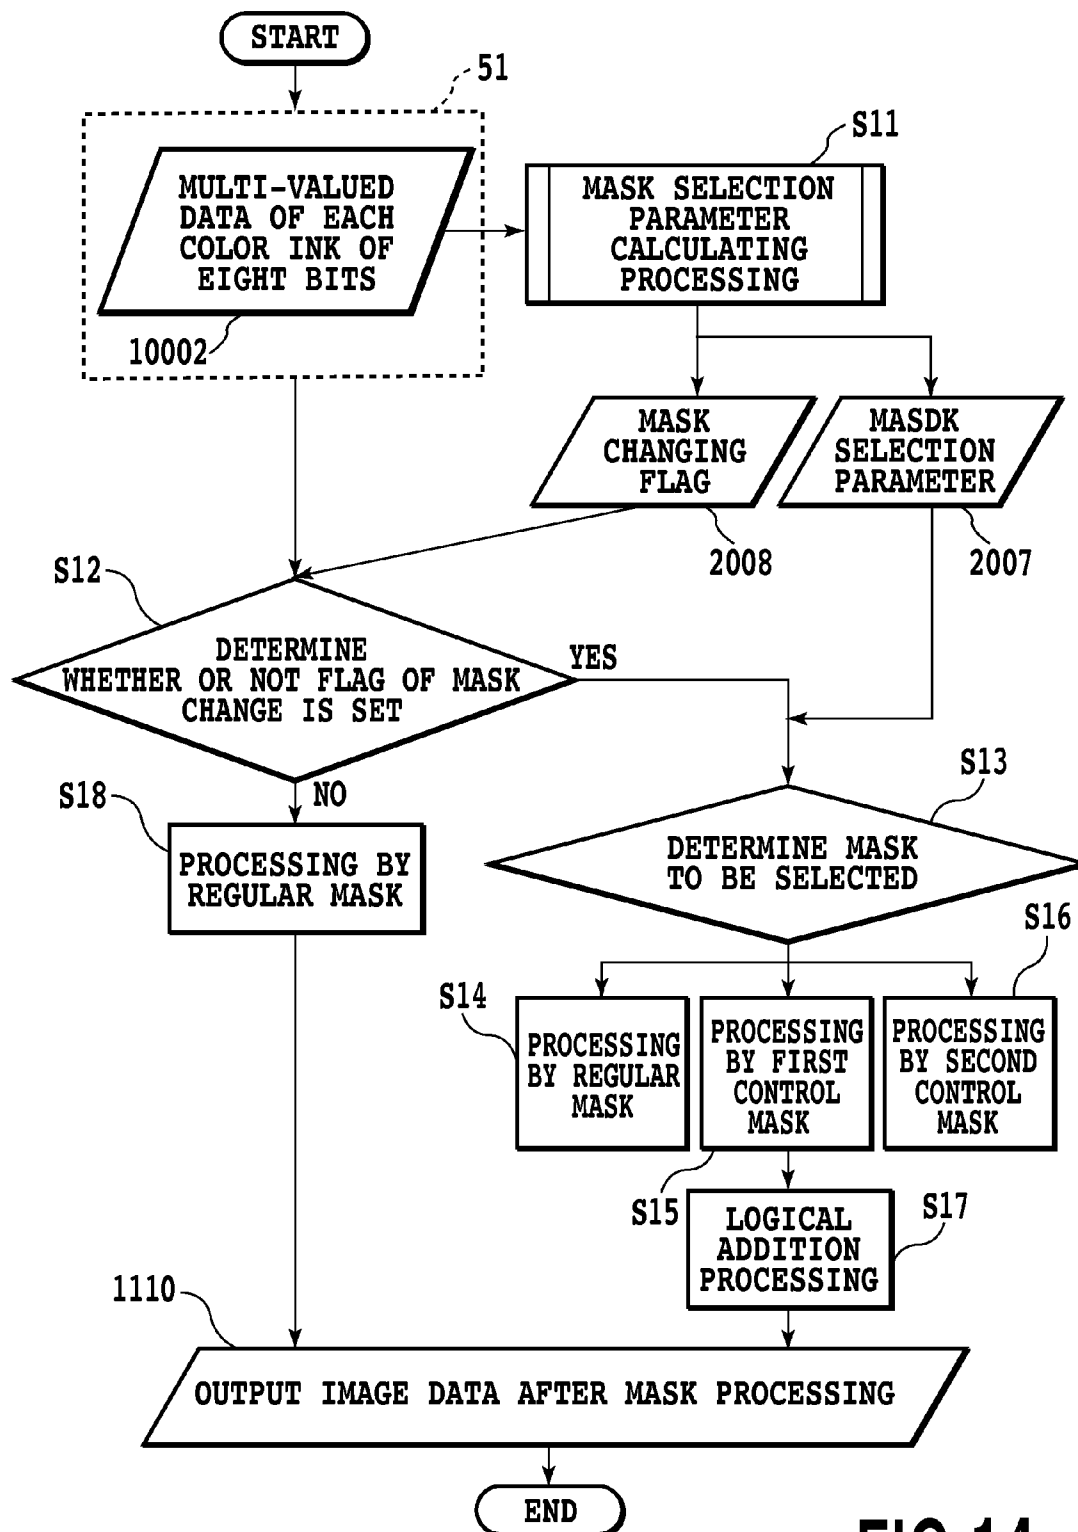 START
51
MULTI-VALUED
DATA OF EACH
COLOR INK OF
EIGHT BITS
10002
S11
MASK SELECTION
PARAMETER
CALCULATING
PROCESSING
MASK
CHANGING
FLAG
2008
MASDK
SELECTION
PARAMETER
2007
S12
DETERMINE
WHETHER OR NOT FLAG OF MASK
CHANGE IS SET
YES
NO
S18
PROCESSING BY
REGULAR MASK
S13
DETERMINE MASK
TO BE SELECTED
S14
PROCESSING
BY REGULAR
MASK
PROCESSING
BY FIRST
CONTROL
MASK
S15
S16
PROCESSING
BY SECOND
CONTROL
MASK
S17
LOGICAL
ADDITION
PROCESSING
1110
OUTPUT IMAGE DATA AFTER MASK PROCESSING
END
FIG.14